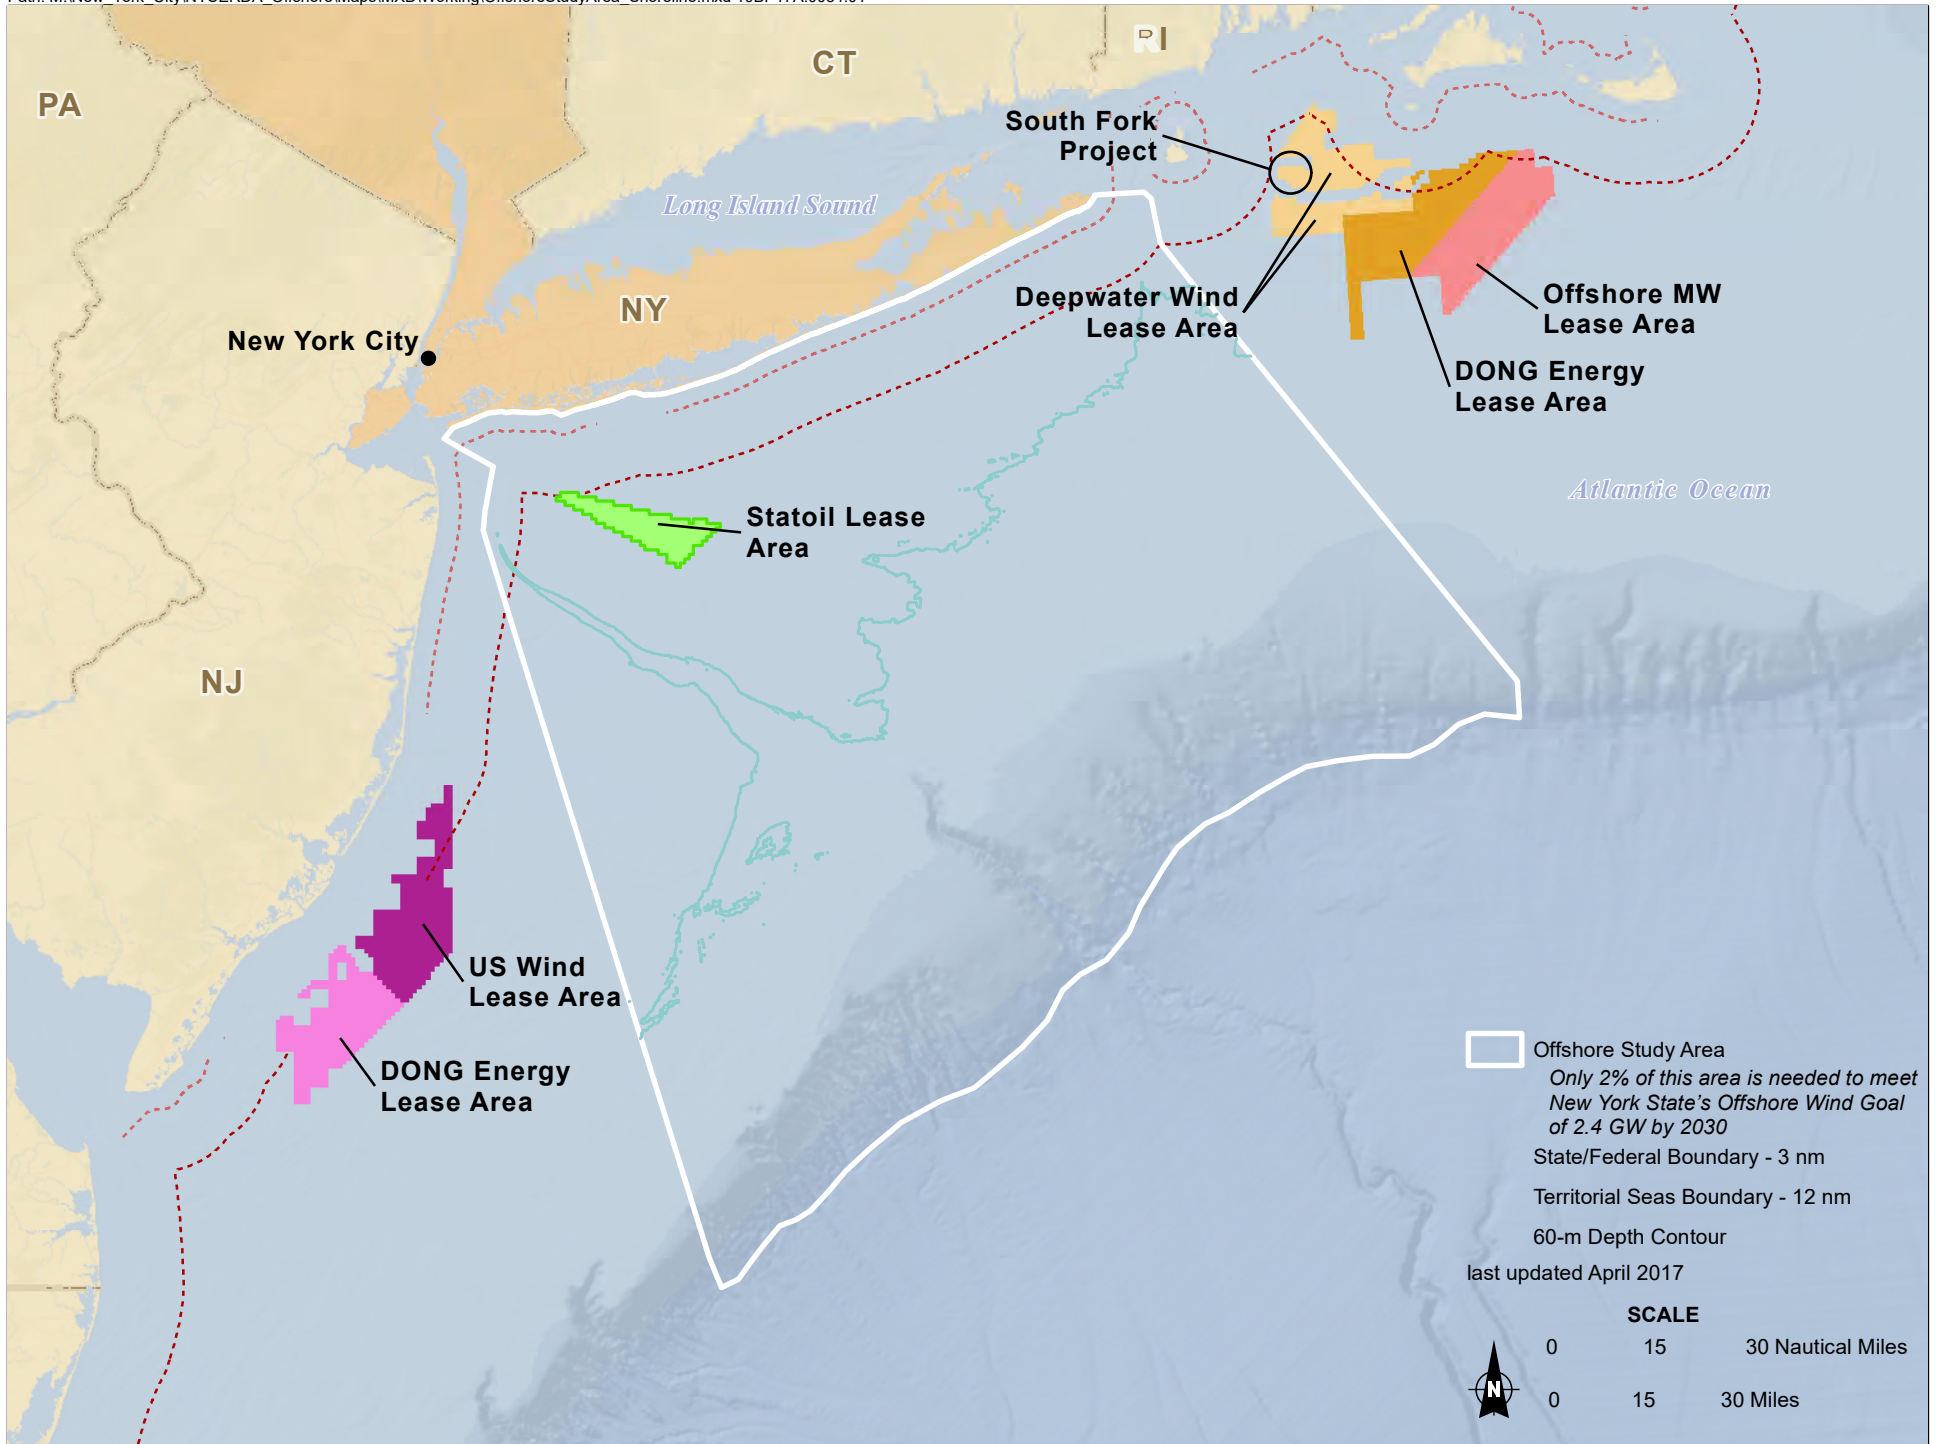 PA
CT
RI
South Fork
Project
Long Island Sound
NY
New York City
Deepwater Wind
Lease Area
Offshore MW
Lease Area
DONG Energy
Lease Area
Atlantic Ocean
Statoil Lease
Area
NJ
US Wind
Lease Area
DONG Energy
Lease Area
Offshore Study Area
Only 2% of this area is needed to meet
New York State's Offshore Wind Goal
of 2.4 GW by 2030
State/Federal Boundary - 3 nm
Territorial Seas Boundary - 12 nm
60-m Depth Contour
last updated April 2017
SCALE
0 15 30 Nautical Miles
N
0 15 30 Miles